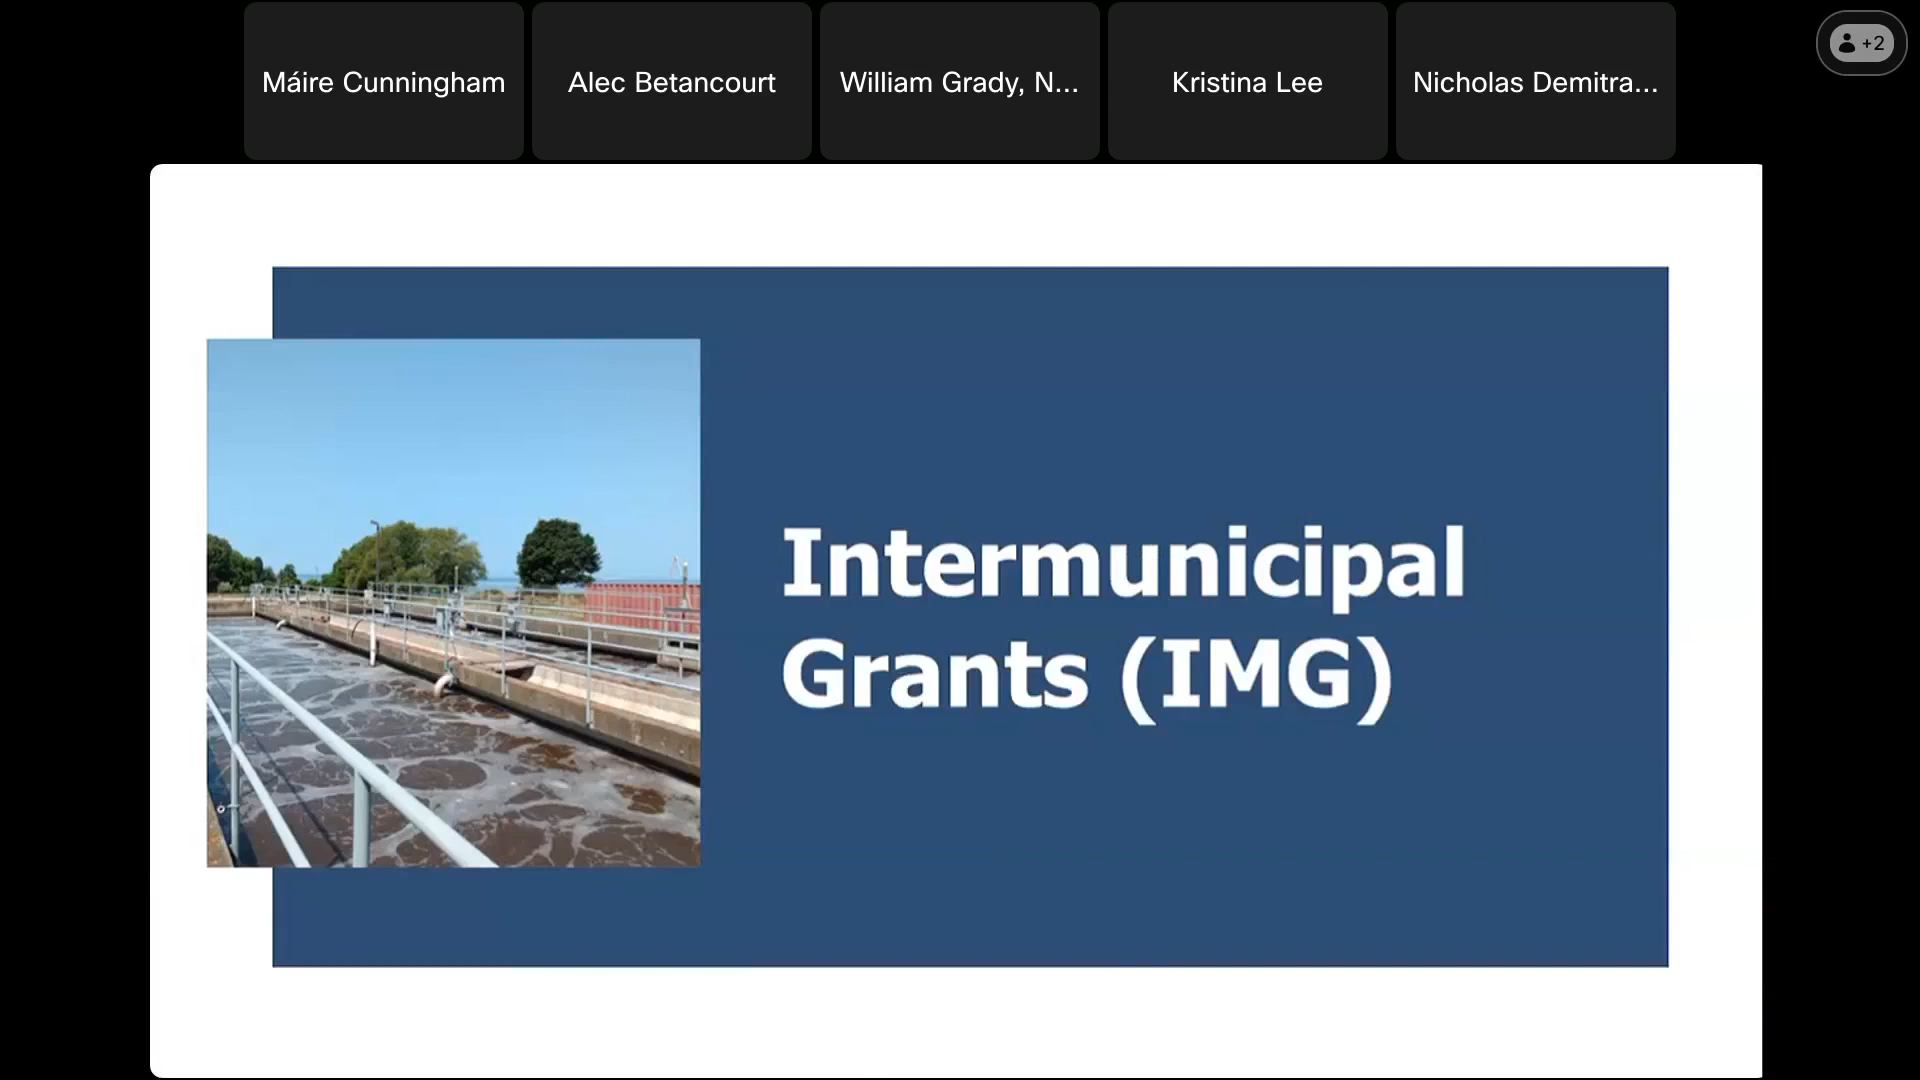 Máire Cunningham
Alec Betancourt
William Grady, N...
Kristina Lee
Nicholas Demitra...
+2
Intermunicipal
Grants (IMG)